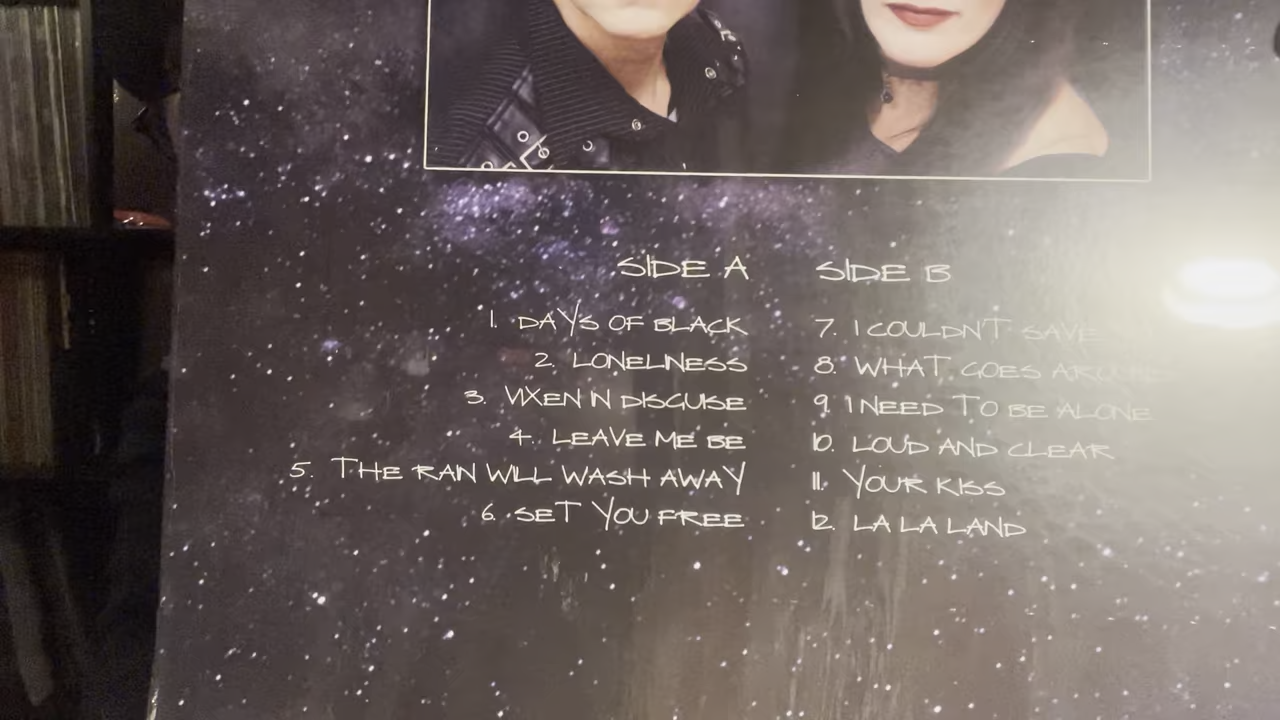 SIDE A
1. DAYS OF BLACK
2. LONELINESS
3. VIXEN IN DISGUISE
4. LEAVE ME BE
5. THE RAIN WILL WASH AWAY
6. SET YOU FREE
SIDE B
7. I COULDN'T SAVE
8. WHAT GOES AROUND
9. I NEED TO BE ALONE
10. LOUD AND CLEAR
11. YOUR KISS
12. LA LA LAND